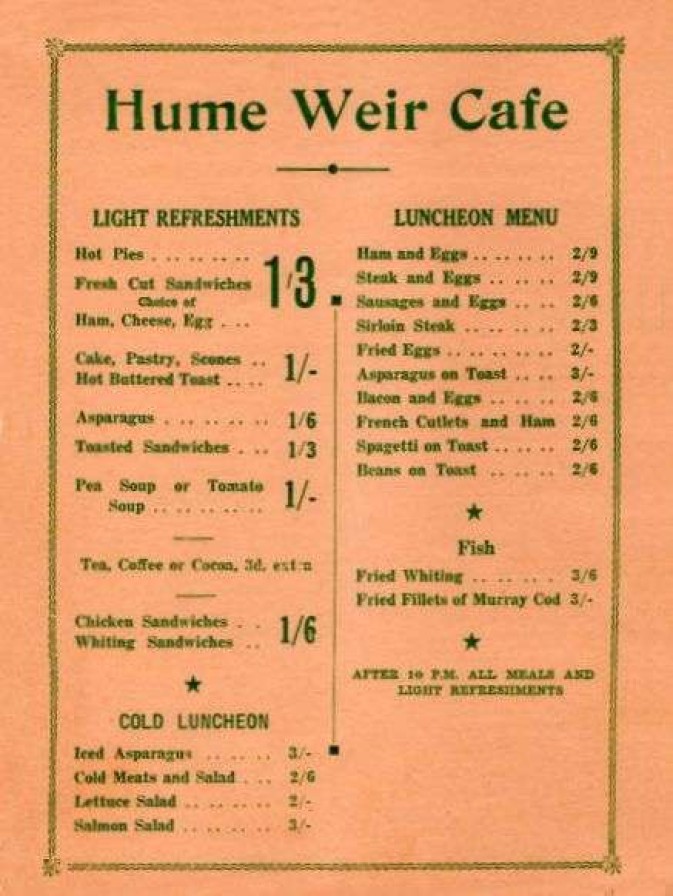 Hume Weir Cafe
LIGHT REFRESHMENTS
Hot Pies . . . . . . . .
Fresh Cut Sandwiches
Choice of
Ham, Cheese, Egg . . .
1/3
Cake, Pastry, Scones . .
Hot Buttered Toast . . . .
1/-
Asparagus . . . . . . . . 1/6
Toasted Sandwiches . . . 1/3
Pea Soup or Tomato
Soup . . . . . . . .
1/-
Tea, Coffee or Cocoa, 3d. extra
Chicken Sandwiches . .
Whiting Sandwiches . .
1/6
COLD LUNCHEON
Iced Asparagus . . . . . . 3/-
Cold Meats and Salad . . . 2/6
Lettuce Salad . . . . . . . . 2/-
Salmon Salad . . . . . . . . 3/-
LUNCHEON MENU
Ham and Eggs . . . . . . . 2/9
Steak and Eggs . . . . . . 2/9
Sausages and Eggs . . . . 2/6
Sirloin Steak . . . . . . . . 2/3
Fried Eggs . . . . . . . . . 2/-
Asparagus on Toast . . . . 3/-
Bacon and Eggs . . . . . . 2/6
French Cutlets and Ham 2/6
Spagetti on Toast . . . . . 2/6
Beans on Toast . . . . . . 2/6
Fish
Fried Whiting . . . . . . . 3/6
Fried Fillets of Murray Cod 3/-
AFTER 10 P.M. ALL MEALS AND
LIGHT REFRESHMENTS